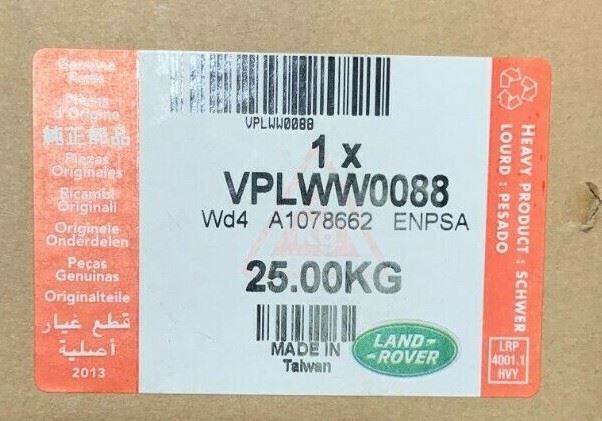 Genuine
Parts
Pièces
d'Origine
純正部品
Piezas
Originales
Ricambi
Originali
Originele
Onderdelen
Peças
Genuinas
Originalteile
قطع غيار
أصلية
2013
VPLWW0088
1 x
VPLWW0088
Wd4 A1078662 ENPSA
KG
25.00KG
MADE IN
Taiwan
LAND-
-ROVER
HEAVY PRODUCT : SCHWER
LOURD : PESADO
LRP
4001.1
HVY